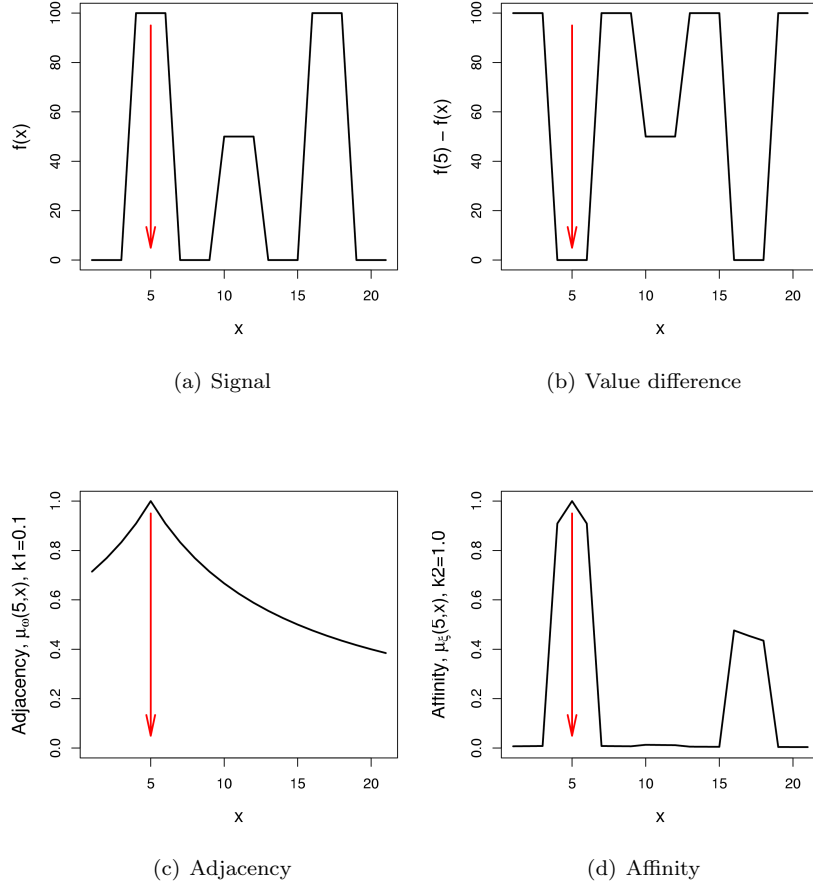 f(x)
0 20 40 60 80 100
5 10 15 20
x
(a) Signal
f(5) − f(x)
0 20 40 60 80 100
5 10 15 20
x
(b) Value difference
Adjacency, μω(5,x), k1=0.1
0.0 0.2 0.4 0.6 0.8 1.0
5 10 15 20
x
(c) Adjacency
Affinity, μξ(5,x), k2=1.0
0.0 0.2 0.4 0.6 0.8 1.0
5 10 15 20
x
(d) Affinity